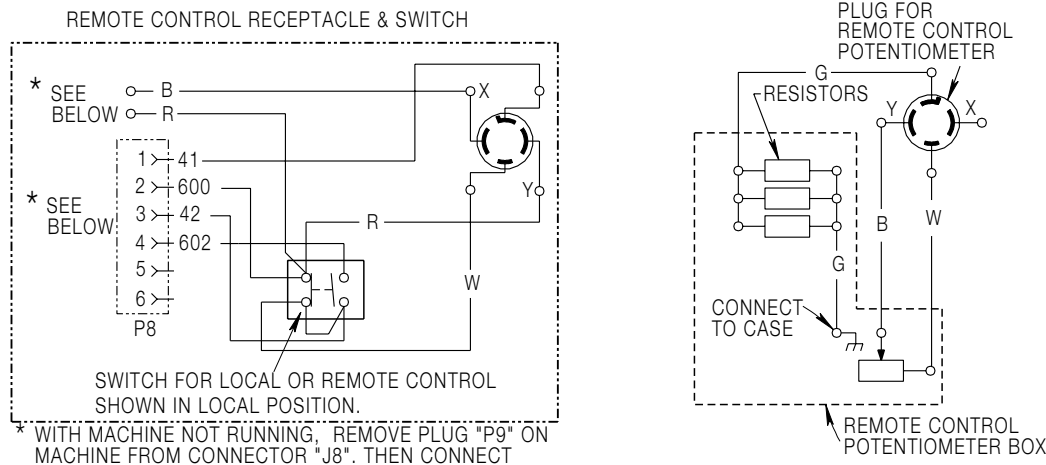 REMOTE CONTROL RECEPTACLE & SWITCH
* SEE
BELOW
B
R
X
1 41
2 600
* SEE
BELOW
3 42
4 602
5
6
P8
Y
R
W
SWITCH FOR LOCAL OR REMOTE CONTROL
SHOWN IN LOCAL POSITION.
* WITH MACHINE NOT RUNNING, REMOVE PLUG "P9" ON
MACHINE FROM CONNECTOR "J8". THEN CONNECT
PLUG FOR
REMOTE CONTROL
POTENTIOMETER
G
RESISTORS
Y
X
B
W
G
CONNECT
TO CASE
REMOTE CONTROL
POTENTIOMETER BOX